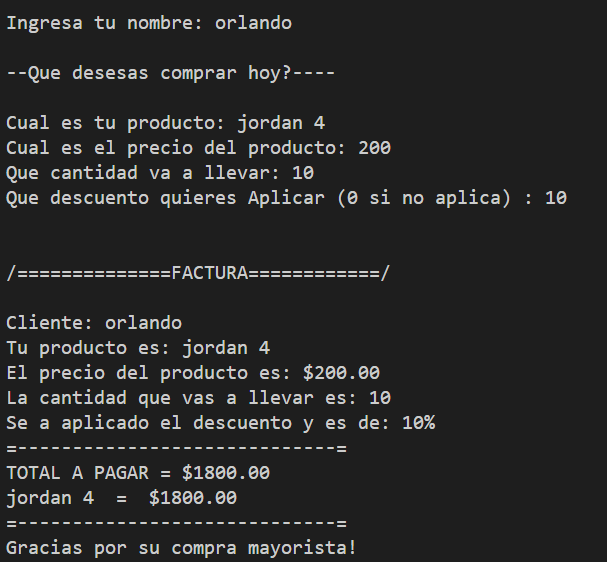 Ingresa tu nombre: orlando
--Que desesas comprar hoy?----
Cual es tu producto: jordan 4
Cual es el precio del producto: 200
Que cantidad va a llevar: 10
Que descuento quieres Aplicar (0 si no aplica) : 10
/==============FACTURA============/
Cliente: orlando
Tu producto es: jordan 4
El precio del producto es: $200.00
La cantidad que vas a llevar es: 10
Se a aplicado el descuento y es de: 10%
=-----------------------------=
TOTAL A PAGAR = $1800.00
jordan 4  =  $1800.00
=-----------------------------=
Gracias por su compra mayorista!